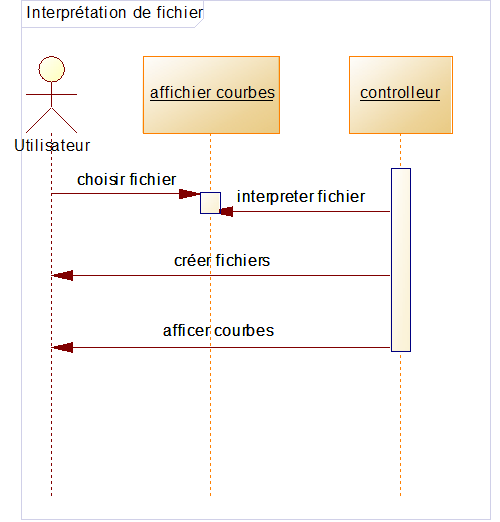 Interprétation de fichier
affichier courbes
controlleur
Utilisateur
choisir fichier
interpreter fichier
créer fichiers
afficer courbes